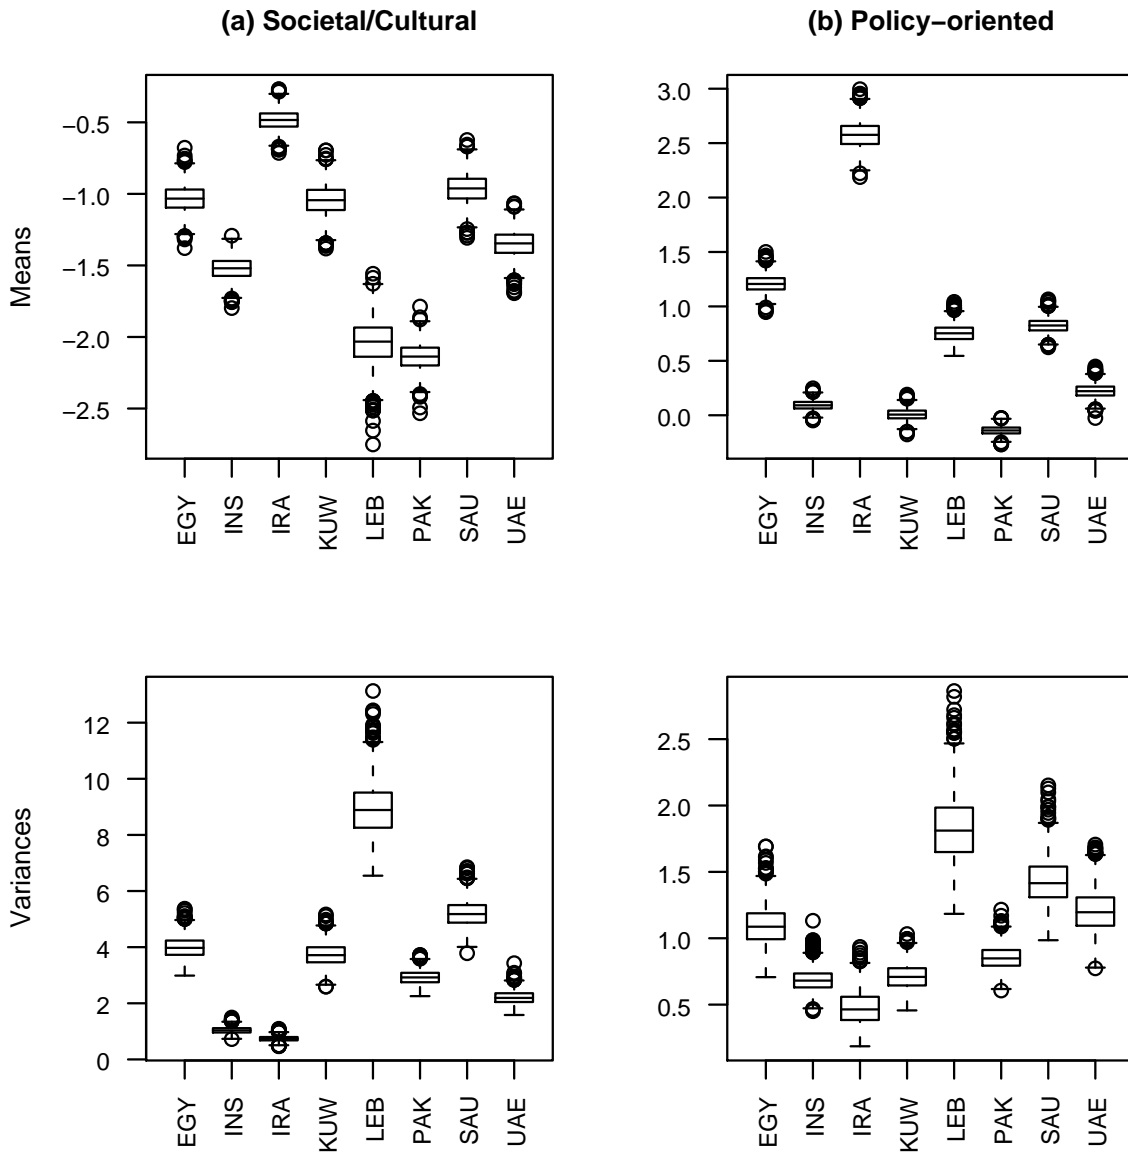 (a) Societal/Cultural
(b) Policy−oriented
Means
−0.5
−1.0
−1.5
−2.0
−2.5
EGY
INS
IRA
KUW
LEB
PAK
SAU
UAE
3.0
2.5
2.0
1.5
1.0
0.5
0.0
EGY
INS
IRA
KUW
LEB
PAK
SAU
UAE
Variances
12
10
8
6
4
2
0
EGY
INS
IRA
KUW
LEB
PAK
SAU
UAE
2.5
2.0
1.5
1.0
0.5
EGY
INS
IRA
KUW
LEB
PAK
SAU
UAE